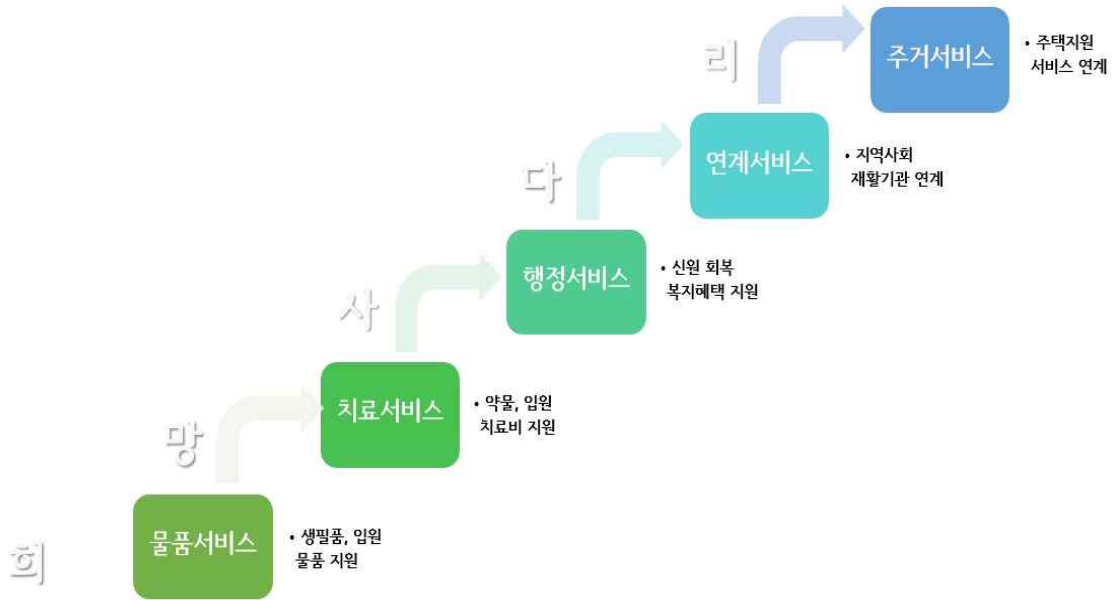 리
주거서비스
• 주택지원
서비스 연계
다
연계서비스
• 지역사회
재활기관 연계
사
행정서비스
• 신원 회복
복지혜택 지원
망
치료서비스
• 약물, 입원
치료비 지원
희
물품서비스
• 생필품, 입원
물품 지원